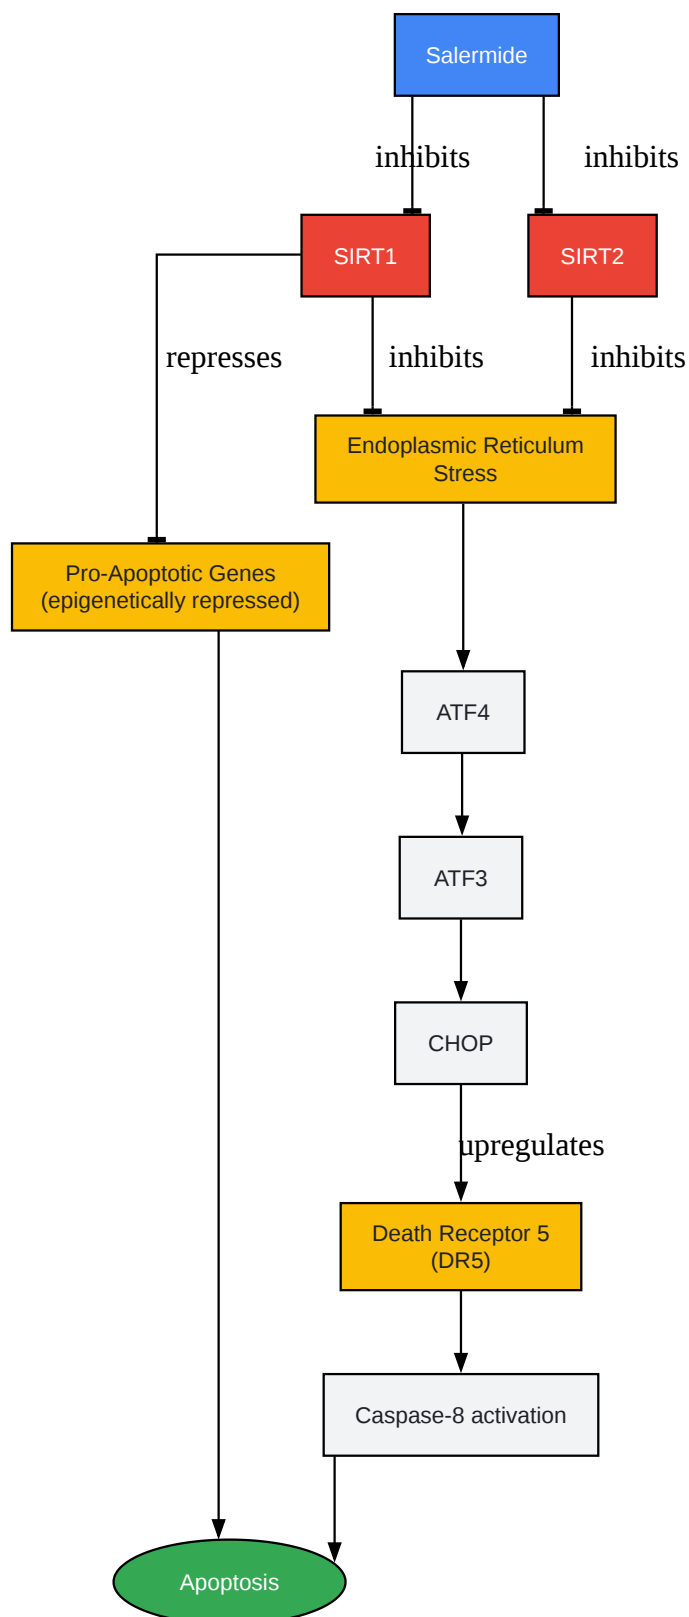 Salermide
inhibits
inhibits
SIRT1
SIRT2
represses
inhibits
inhibits
Endoplasmic Reticulum
Stress
Pro-Apoptotic Genes
(epigenetically repressed)
ATF4
ATF3
CHOP
upregulates
Death Receptor 5
(DR5)
Caspase-8 activation
Apoptosis